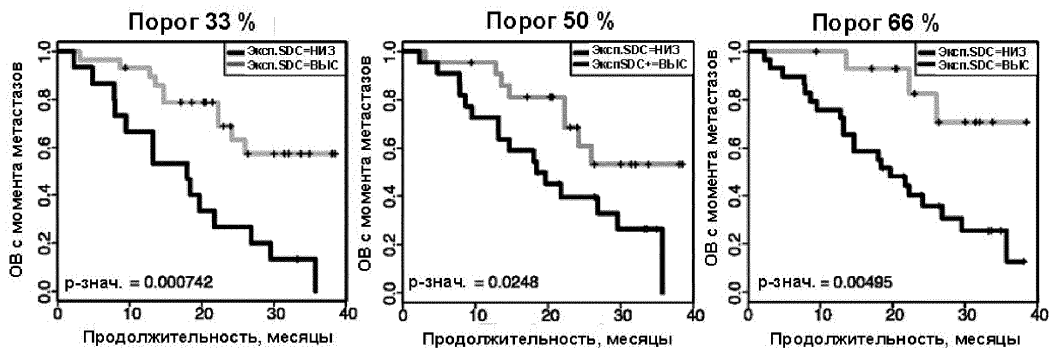 Порог 33 %
ОВ с момента метастазов
1.0
0.8
0.6
0.4
0.2
0.0
Эксп.SDC=НИЗ
Эксп.SDC=ВЫС
р-знач. = 0.000742
0 10 20 30 40
Продолжительность, месяцы
Порог 50 %
ОВ с момента метастазов
1.0
0.8
0.6
0.4
0.2
0.0
Эксп.SDC=НИЗ
ЭкспSDC+=ВЫС
р-знач. = 0.0248
0 10 20 30 40
Продолжительность, месяцы
Порог 66 %
ОВ с момента метастазов
1.0
0.8
0.6
0.4
0.2
0.0
Эксп.SDC=НИЗ
Эксп.SDC=ВЫС
р-знач. = 0.00495
0 10 20 30 40
Продолжительность, месяцы